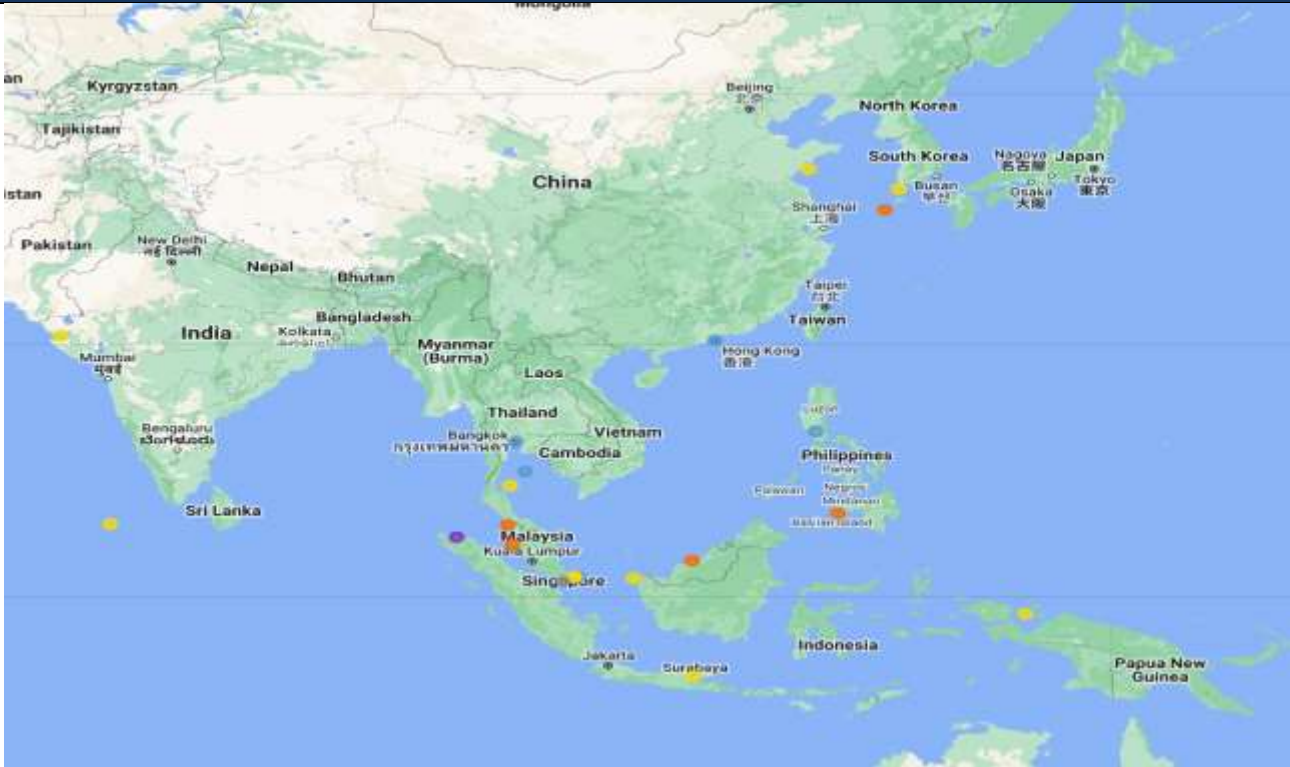 Mongolia
an
Kyrgyzstan
Beijing
北京
North Korea
Tajikistan
South Korea
Nagoya
名古屋
Japan
China
Tokyo
東京
Busan
부산
Osaka
大阪
istan
Shanghai
上海
Pakistan
New Delhi
नई दिल्ली
Nepal
Bhutan
Taipei
台北
Taiwan
Bangladesh
India
Kolkata
Myanmar
(Burma)
Mumbai
मुंबई
Hong Kong
香港
Laos
Thailand
Luzon
Bengaluru
Bangkok
กรุงเทพมหานคร
Vietnam
Cambodia
Philippines
Panay
Palawan
Negros
Mindanao
Sri Lanka
Malaysia
Kuala Lumpur
Singapore
Indonesia
Jakarta
Surabaya
Papua New
Guinea